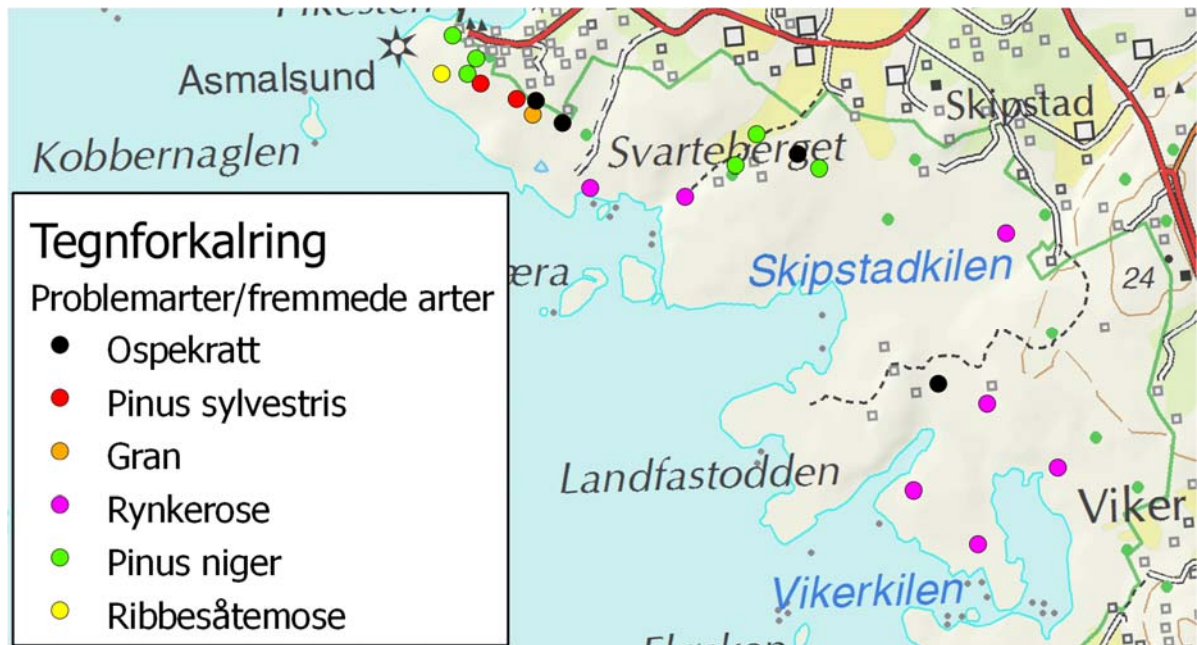 Asmalsund
Kobbernaglen
Svarteberget
Skipstad
Skipstadkilen
24
Landfastodden
Viker
Vikerkilen
Tegnforkalring
Problemarter/fremmede arter
Ospekratt
Pinus sylvestris
Gran
Rynkerose
Pinus niger
Ribbesåtemose